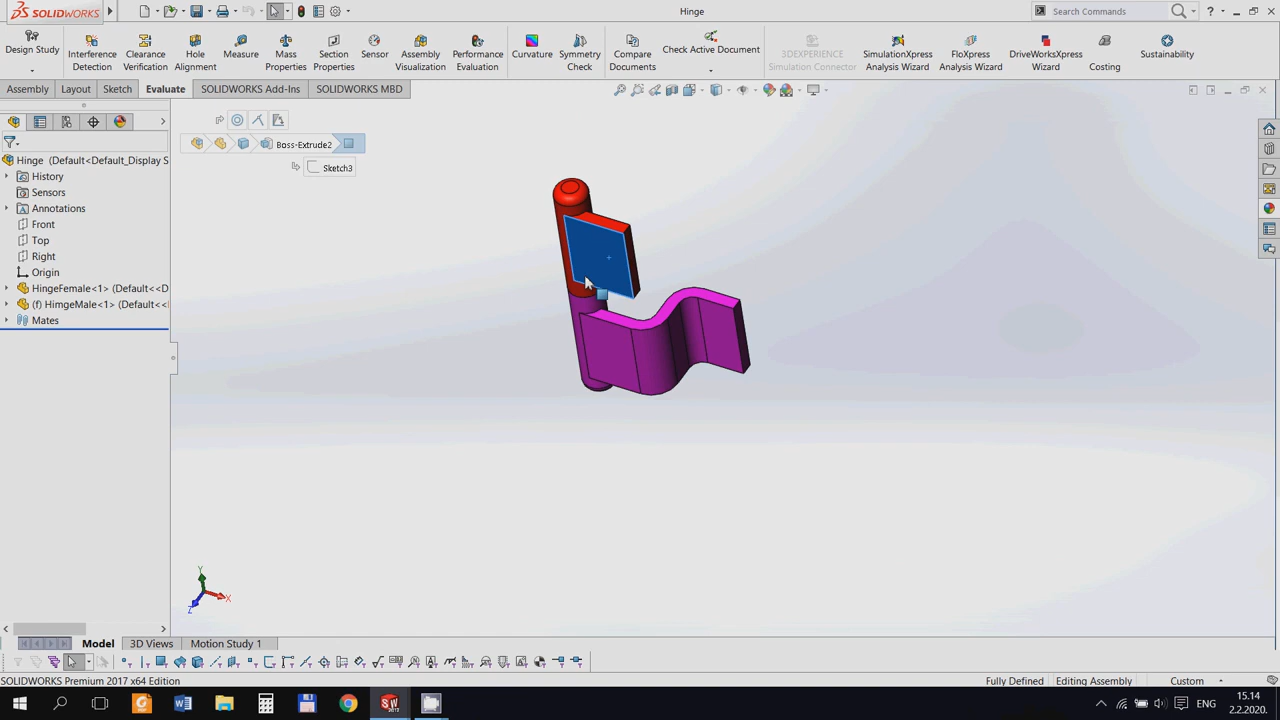 SOLIDWORKS
Hinge
Search Commands
Design Study
Interference Detection
Clearance Verification
Hole Alignment
Measure
Mass Properties
Section Properties
Sensor
Assembly Visualization
Performance Evaluation
Curvature
Symmetry Check
Compare Documents
Check Active Document
3DEXPERIENCE Simulation Connector
SimulationXpress Analysis Wizard
FloXpress Analysis Wizard
DriveWorksXpress Wizard
Costing
Sustainability
Assembly
Layout
Sketch
Evaluate
SOLIDWORKS Add-Ins
SOLIDWORKS MBD
Boss-Extrude2
Sketch3
Hinge (Default<Default_Display S
History
Sensors
Annotations
Front
Top
Right
Origin
HingeFemale<1> (Default<<De
(f) HimgeMale<1> (Default<<D
Mates
Y
X
Z
Model
3D Views
Motion Study 1
SOLIDWORKS Premium 2017 x64 Edition
Fully Defined
Editing Assembly
Custom
ENG
15.14
2.2.2020.